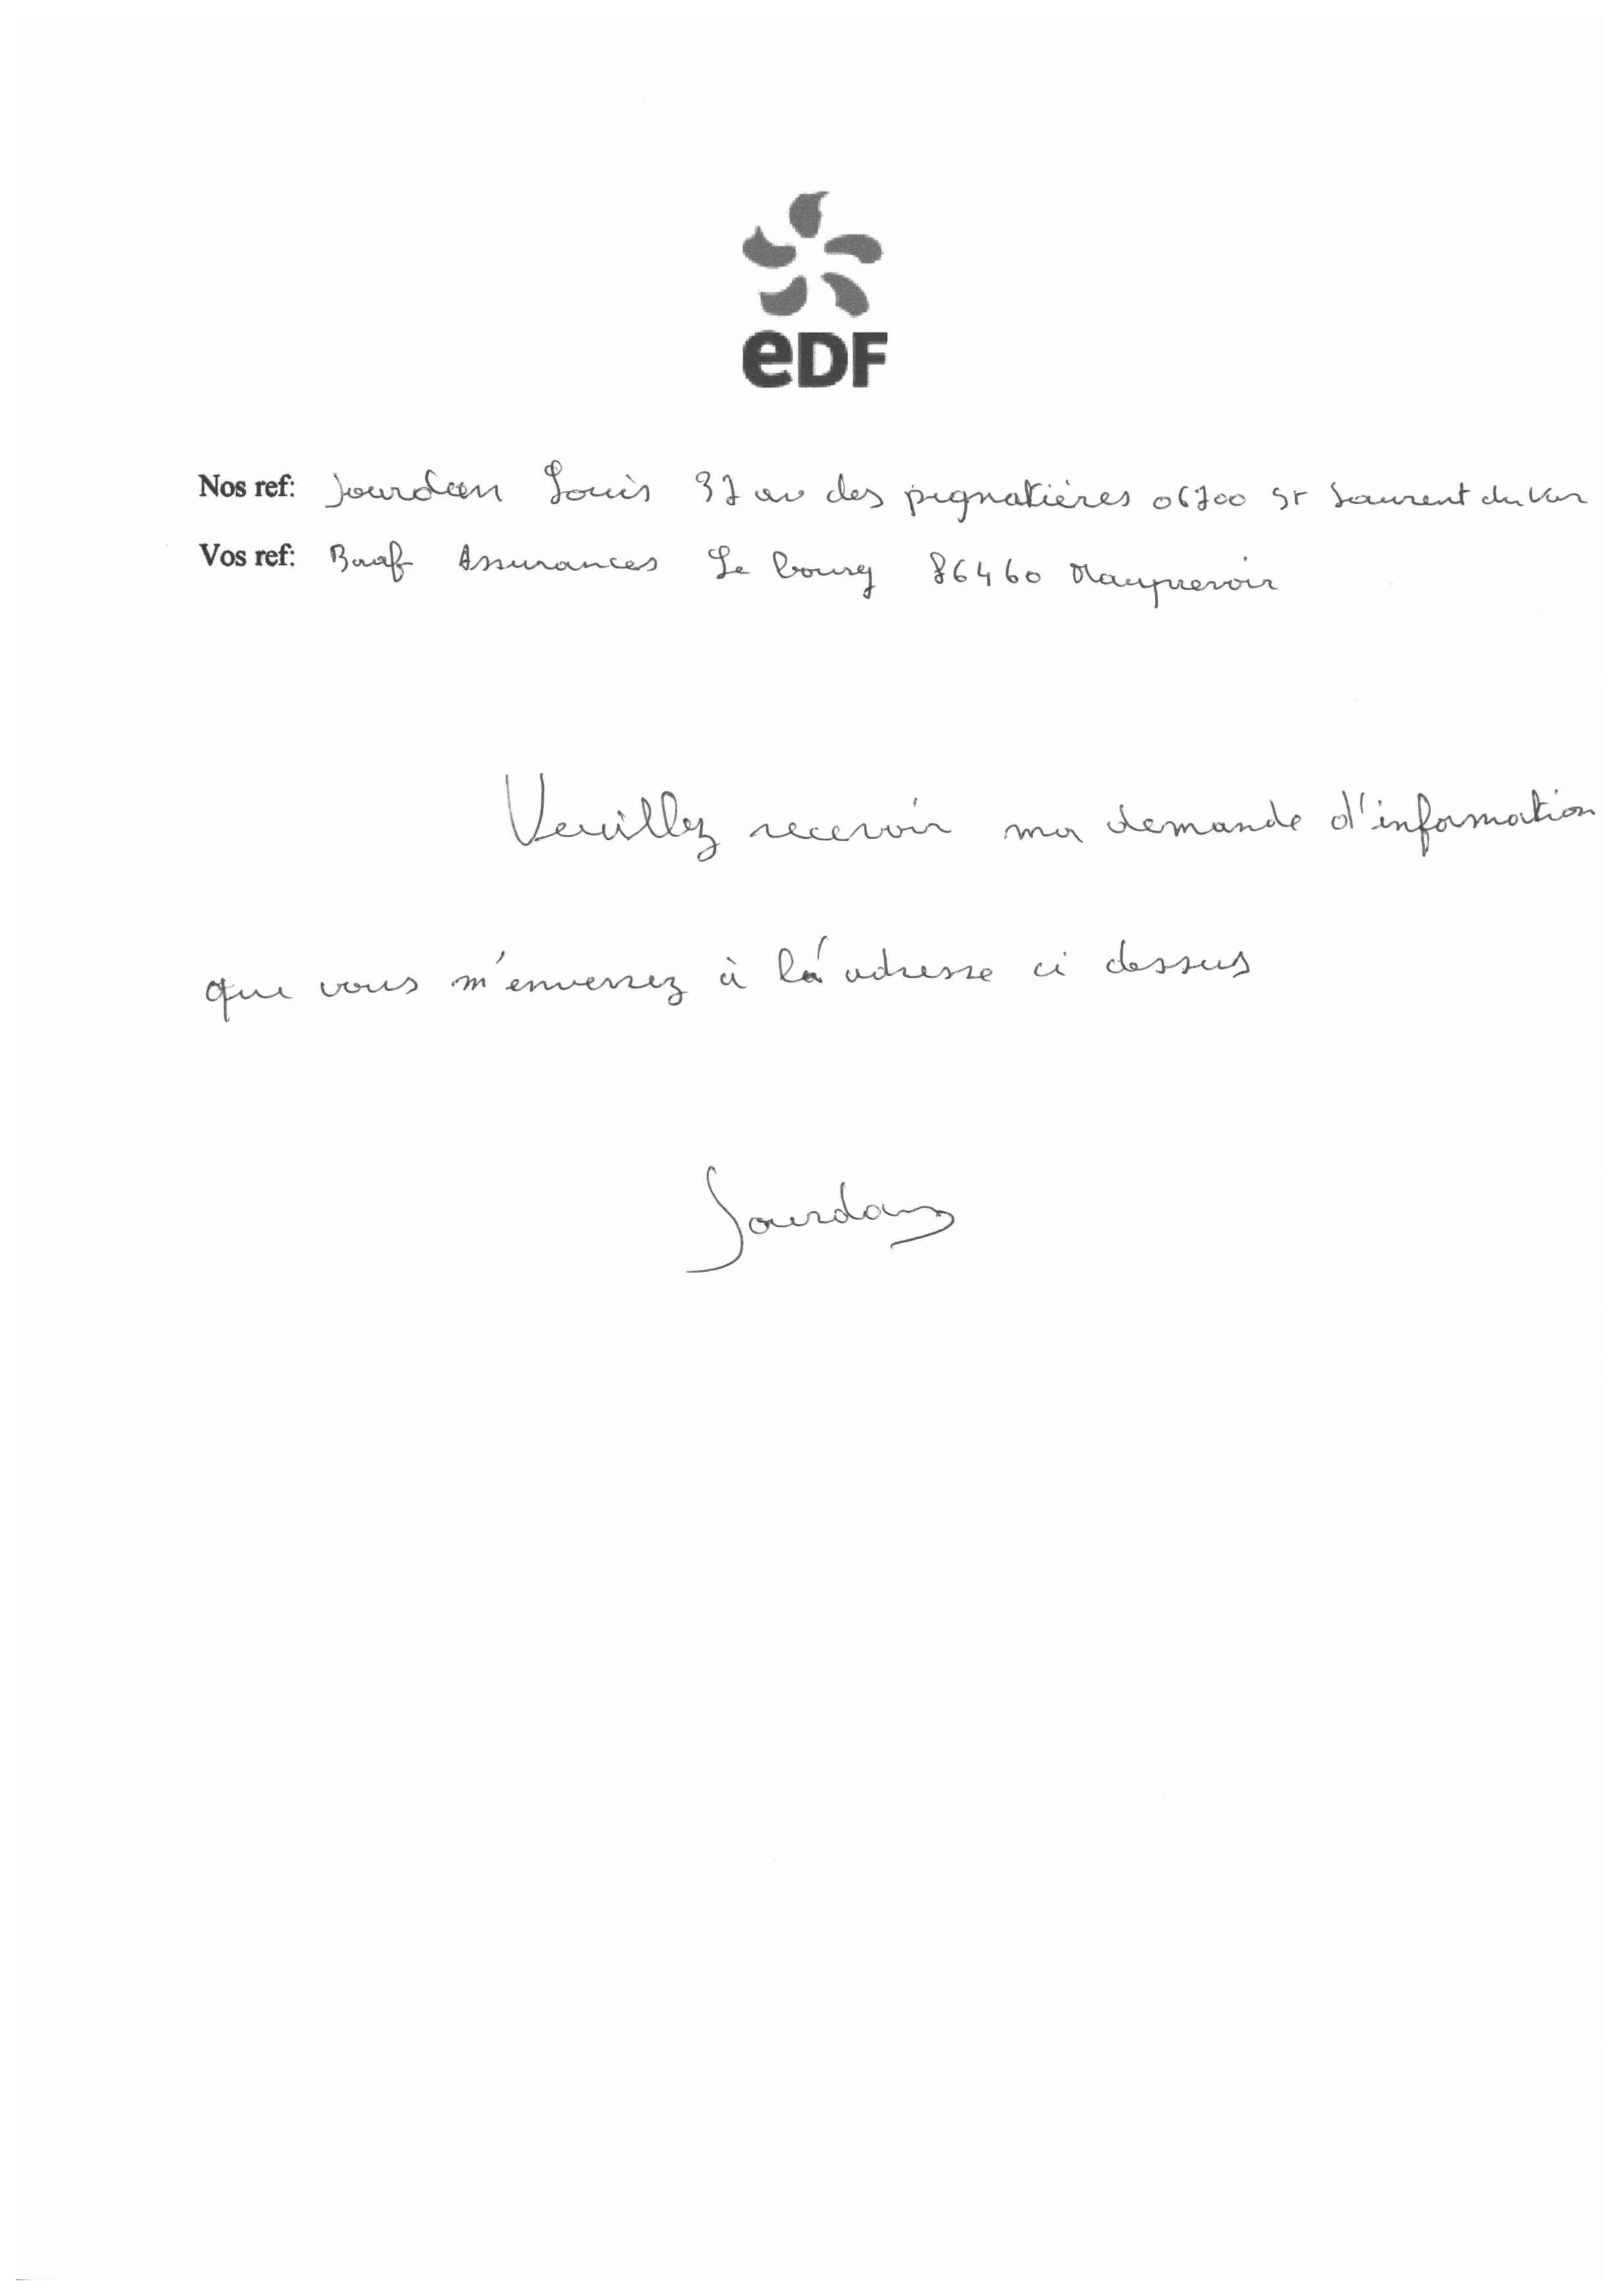 eDF
Nos ref: Jourdan Louis 37 av des pignatières 06700 St Laurent du Var
Vos ref: Baaf Assurances Le bourg 86460 Mauprevoir
Veuillez recevoir ma demande d'information
que vous m'enverrez à la' adresse ci dessus
Jourdan